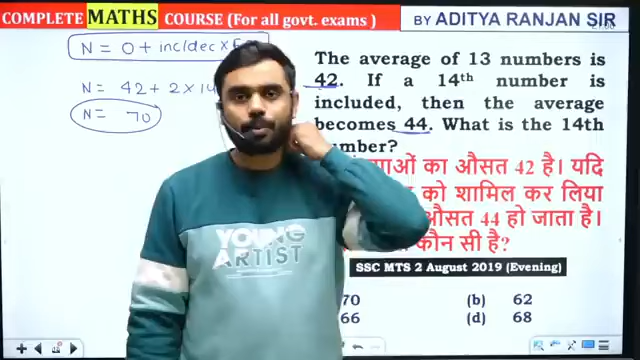 COMPLETE MATHS COURSE (For all govt. exams)
BY ADITYA RANJAN SIR
N = O + inc/dec ×
N = 42 + 2 × 14
N = 70
The average of 13 numbers is
42. If a 14th number is
included, then the average
becomes 44. What is the 14th
number?
का औसत 42 है। यदि
को शामिल कर लिया
औसत 44 हो जाता है।
कौन सी है?
SSC MTS 2 August 2019 (Evening)
70 (b) 62
66 (d) 68
YOUNG
ARTIST